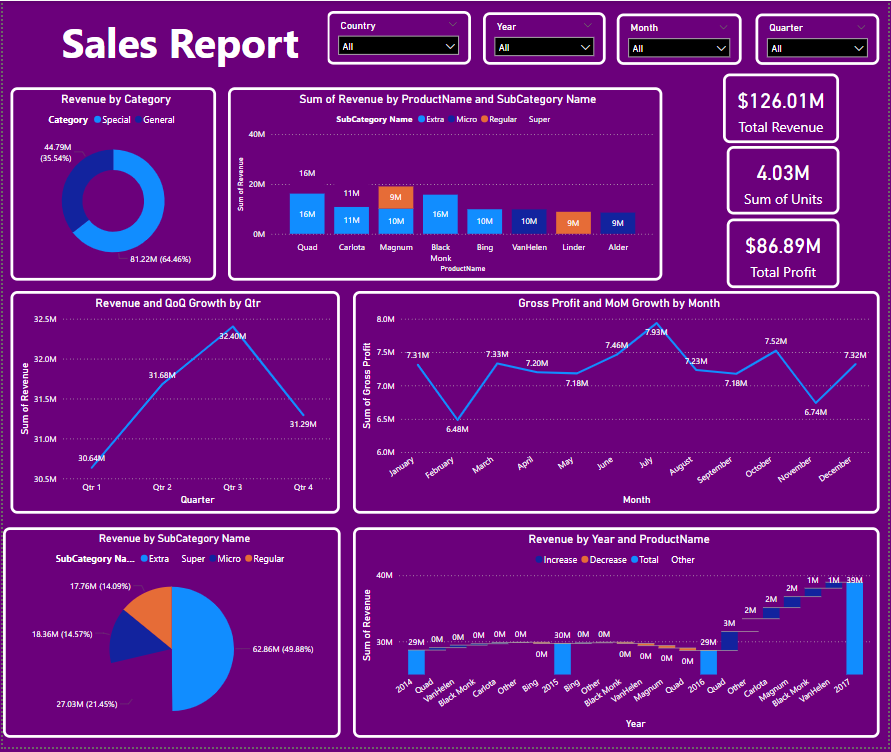 Sales Report
Country
All
Year
All
Month
All
Quarter
All
Revenue by Category
Category Special General
44.79M
(35.54%)
81.22M (64.46%)
Sum of Revenue by ProductName and SubCategory Name
SubCategory Name Extra Micro Regular Super
Sum of Revenue
40M
20M
0M
16M
16M
11M
11M
9M
10M
16M
10M
10M
9M
9M
Quad
Carlota
Magnum
Black
Monk
Bing
VanHelen
Linder
Alder
ProductName
$126.01M
Total Revenue
4.03M
Sum of Units
$86.89M
Total Profit
Revenue and QoQ Growth by Qtr
Sum of Revenue
32.5M
32.0M
31.5M
31.0M
30.5M
30.64M
31.68M
32.40M
31.29M
Qtr 1
Qtr 2
Qtr 3
Qtr 4
Quarter
Gross Profit and MoM Growth by Month
Sum of Gross Profit
8.0M
7.5M
7.0M
6.5M
6.0M
7.31M
6.48M
7.33M
7.20M
7.18M
7.46M
7.93M
7.23M
7.18M
7.52M
6.74M
7.32M
January
February
March
April
May
June
July
August
September
October
November
December
Month
Revenue by SubCategory Name
SubCategory Na... Extra Super Micro Regular
17.76M (14.09%)
18.36M (14.57%)
62.86M (49.88%)
27.03M (21.45%)
Revenue by Year and ProductName
Increase Decrease Total Other
Sum of Revenue
40M
30M
29M
0M
0M
0M
0M
0M
0M
30M
0M
0M
0M
0M
0M
0M
29M
3M
2M
2M
2M
1M
1M
39M
2014
Quad
VanHelen
Black Monk
Carlota
Other
Bing
2015
Bing
Other
Black Monk
VanHelen
Magnum
Quad
2016
Quad
Other
Carlota
Magnum
Black Monk
VanHelen
2017
Year